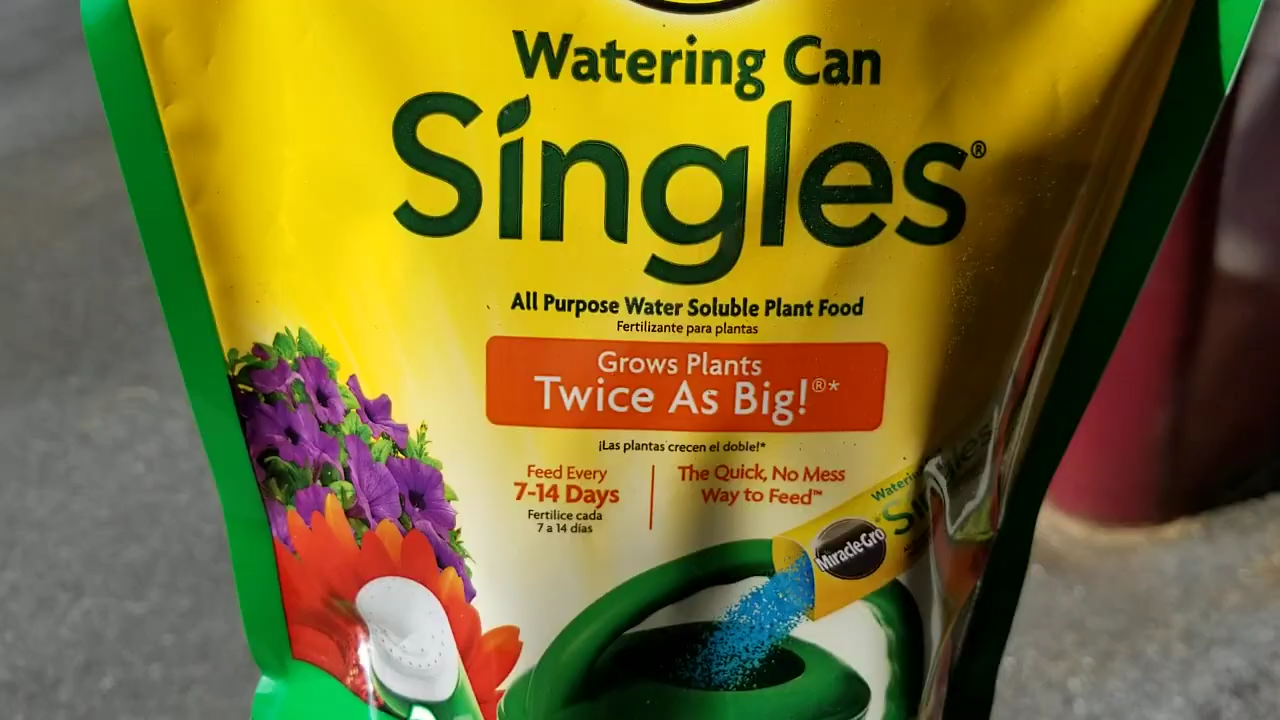 Watering Can
Singles®
All Purpose Water Soluble Plant Food
Fertilizante para plantas
Grows Plants
Twice As Big!®*
¡Las plantas crecen el doble!*
Feed Every
7-14 Days
Fertilice cada
7 a 14 días
The Quick, No Mess
Way to Feed™
Miracle-Gro